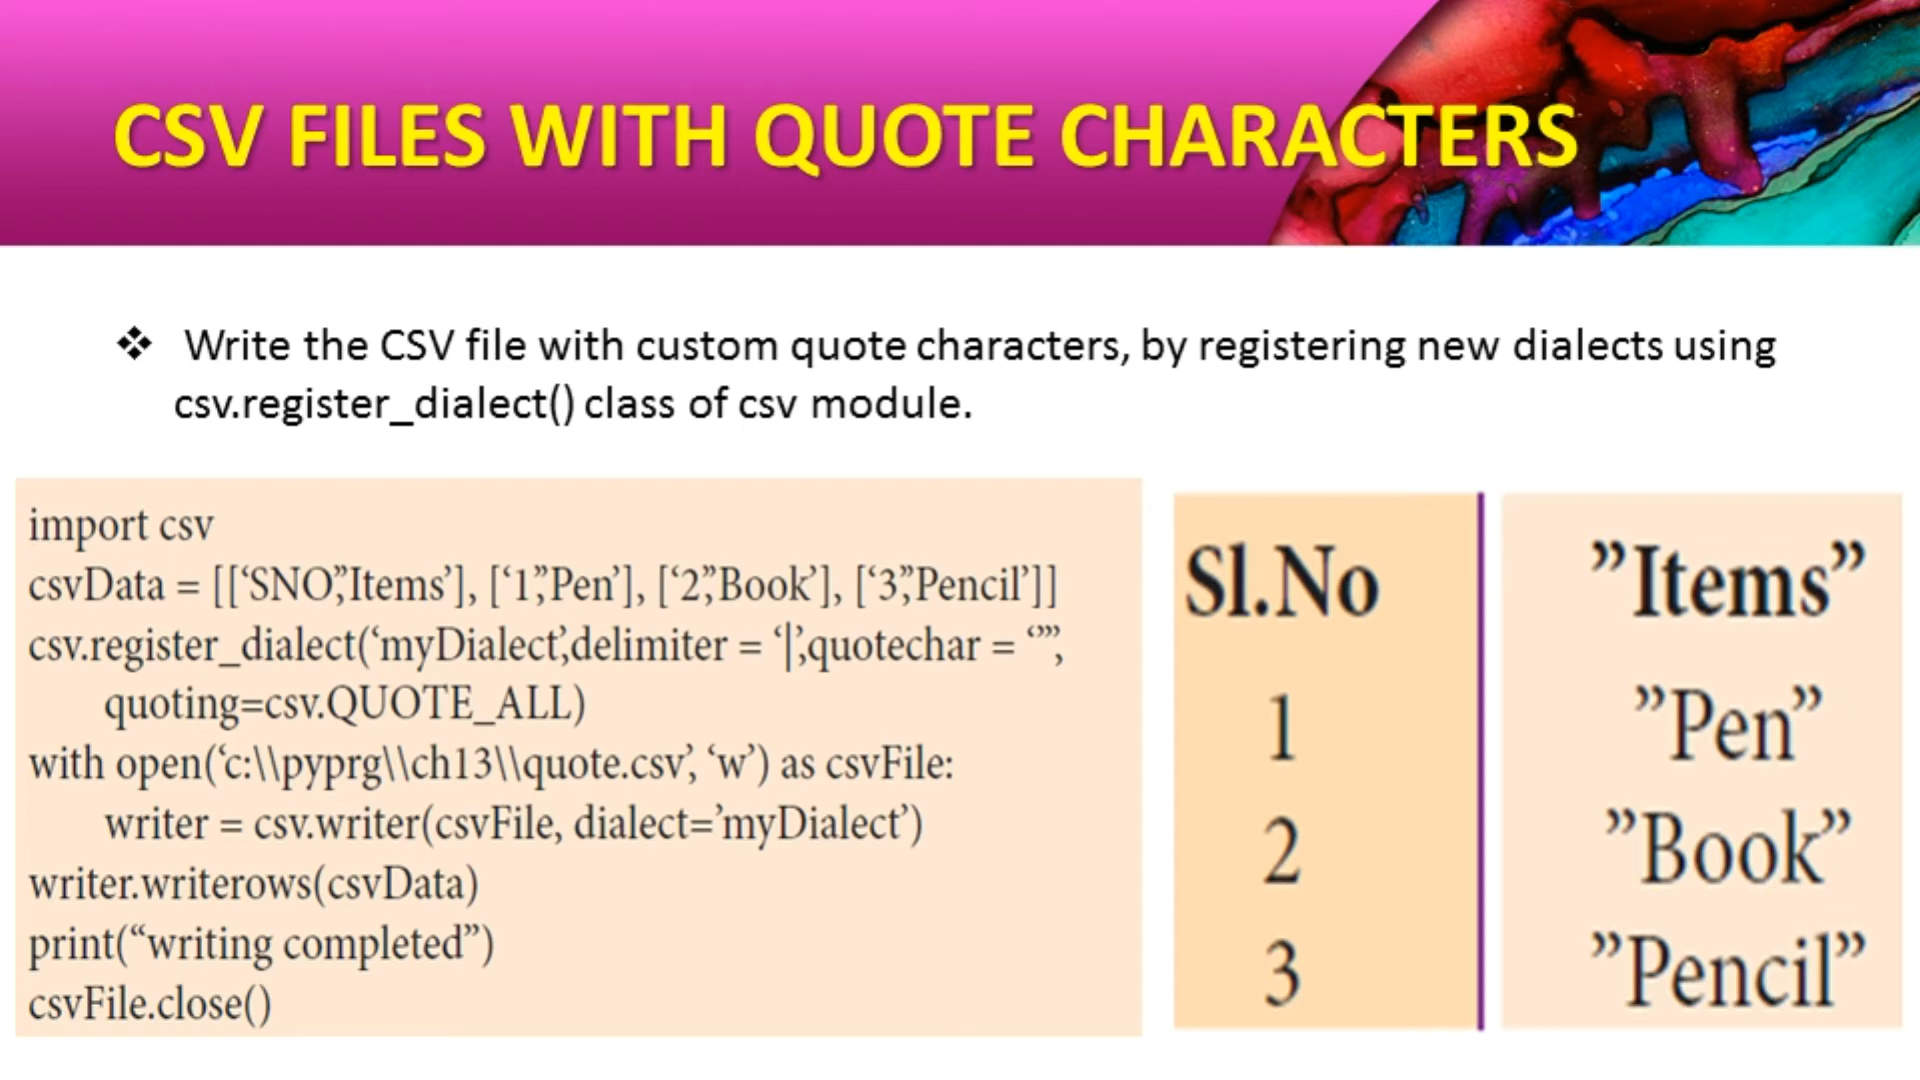 CSV FILES WITH QUOTE CHARACTERS
❖ Write the CSV file with custom quote characters, by registering new dialects using
csv.register_dialect() class of csv module.
import csv
csvData = [[‘SNO’,’Items’], [‘1’,’Pen’], [‘2’,’Book’], [‘3’,’Pencil’]]
csv.register_dialect(‘myDialect’,delimiter = ‘|’,quotechar = ‘”’,
quoting=csv.QUOTE_ALL)
with open(‘c:\\pyprg\\ch13\\quote.csv’, ‘w’) as csvFile:
writer = csv.writer(csvFile, dialect=’myDialect’)
writer.writerows(csvData)
print(“writing completed”)
csvFile.close()
Sl.No ”Items”
1 ”Pen”
2 ”Book”
3 ”Pencil”